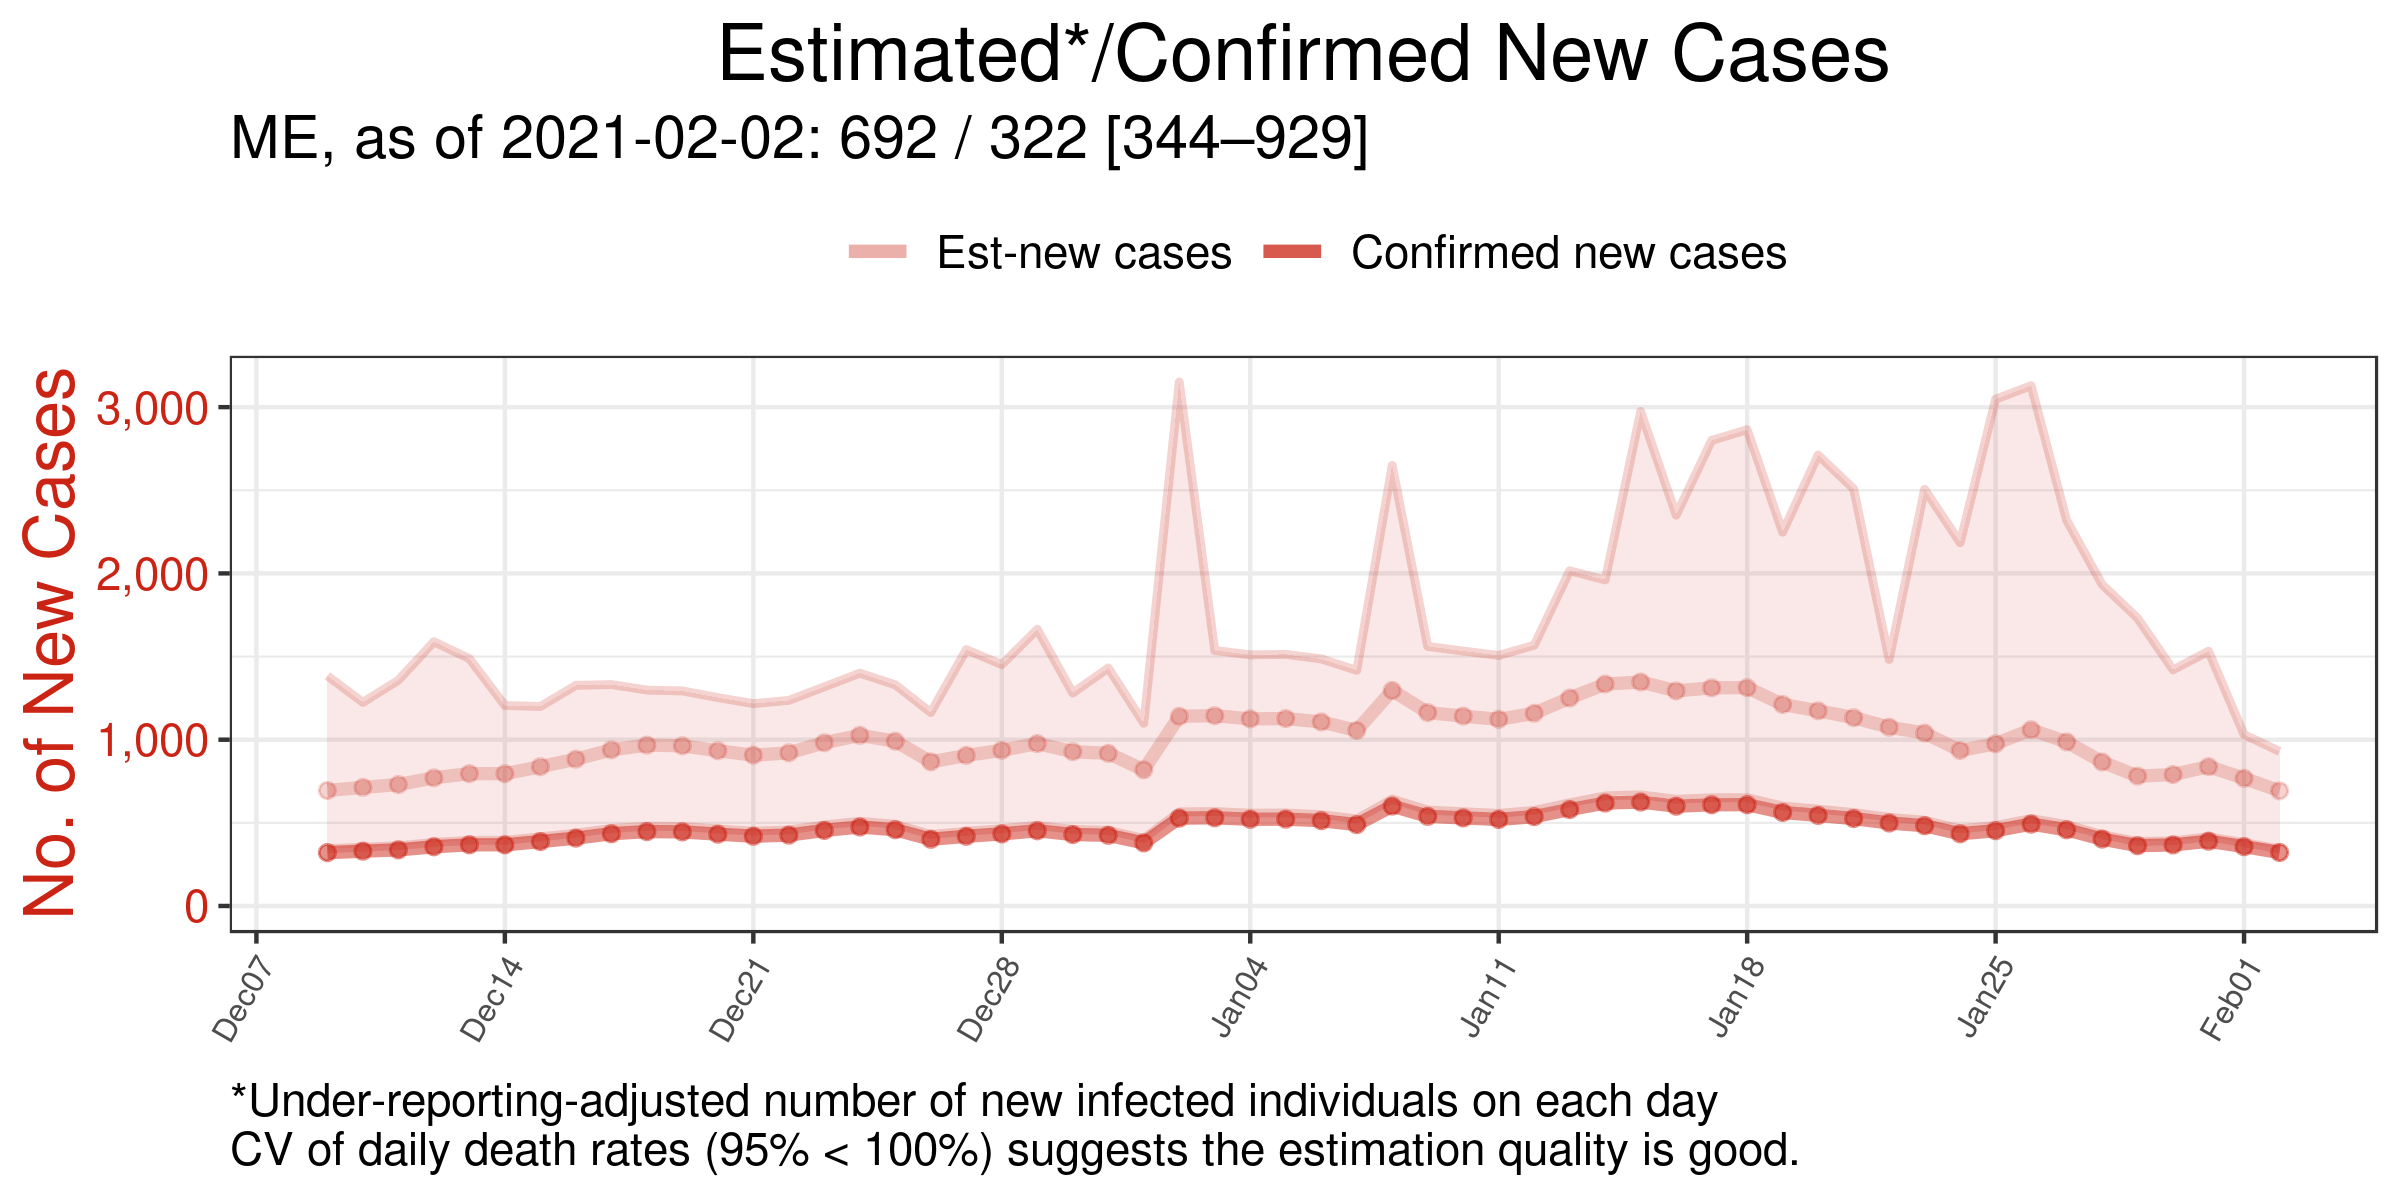 Estimated*/Confirmed New Cases
ME, as of 2021-02-02: 692 / 322 [344–929]
Est-new cases
Confirmed new cases
No. of New Cases
3,000
2,000
1,000
0
Dec07
Dec14
Dec21
Dec28
Jan04
Jan11
Jan18
Jan25
Feb01
*Under-reporting-adjusted number of new infected individuals on each day
CV of daily death rates (95% < 100%) suggests the estimation quality is good.